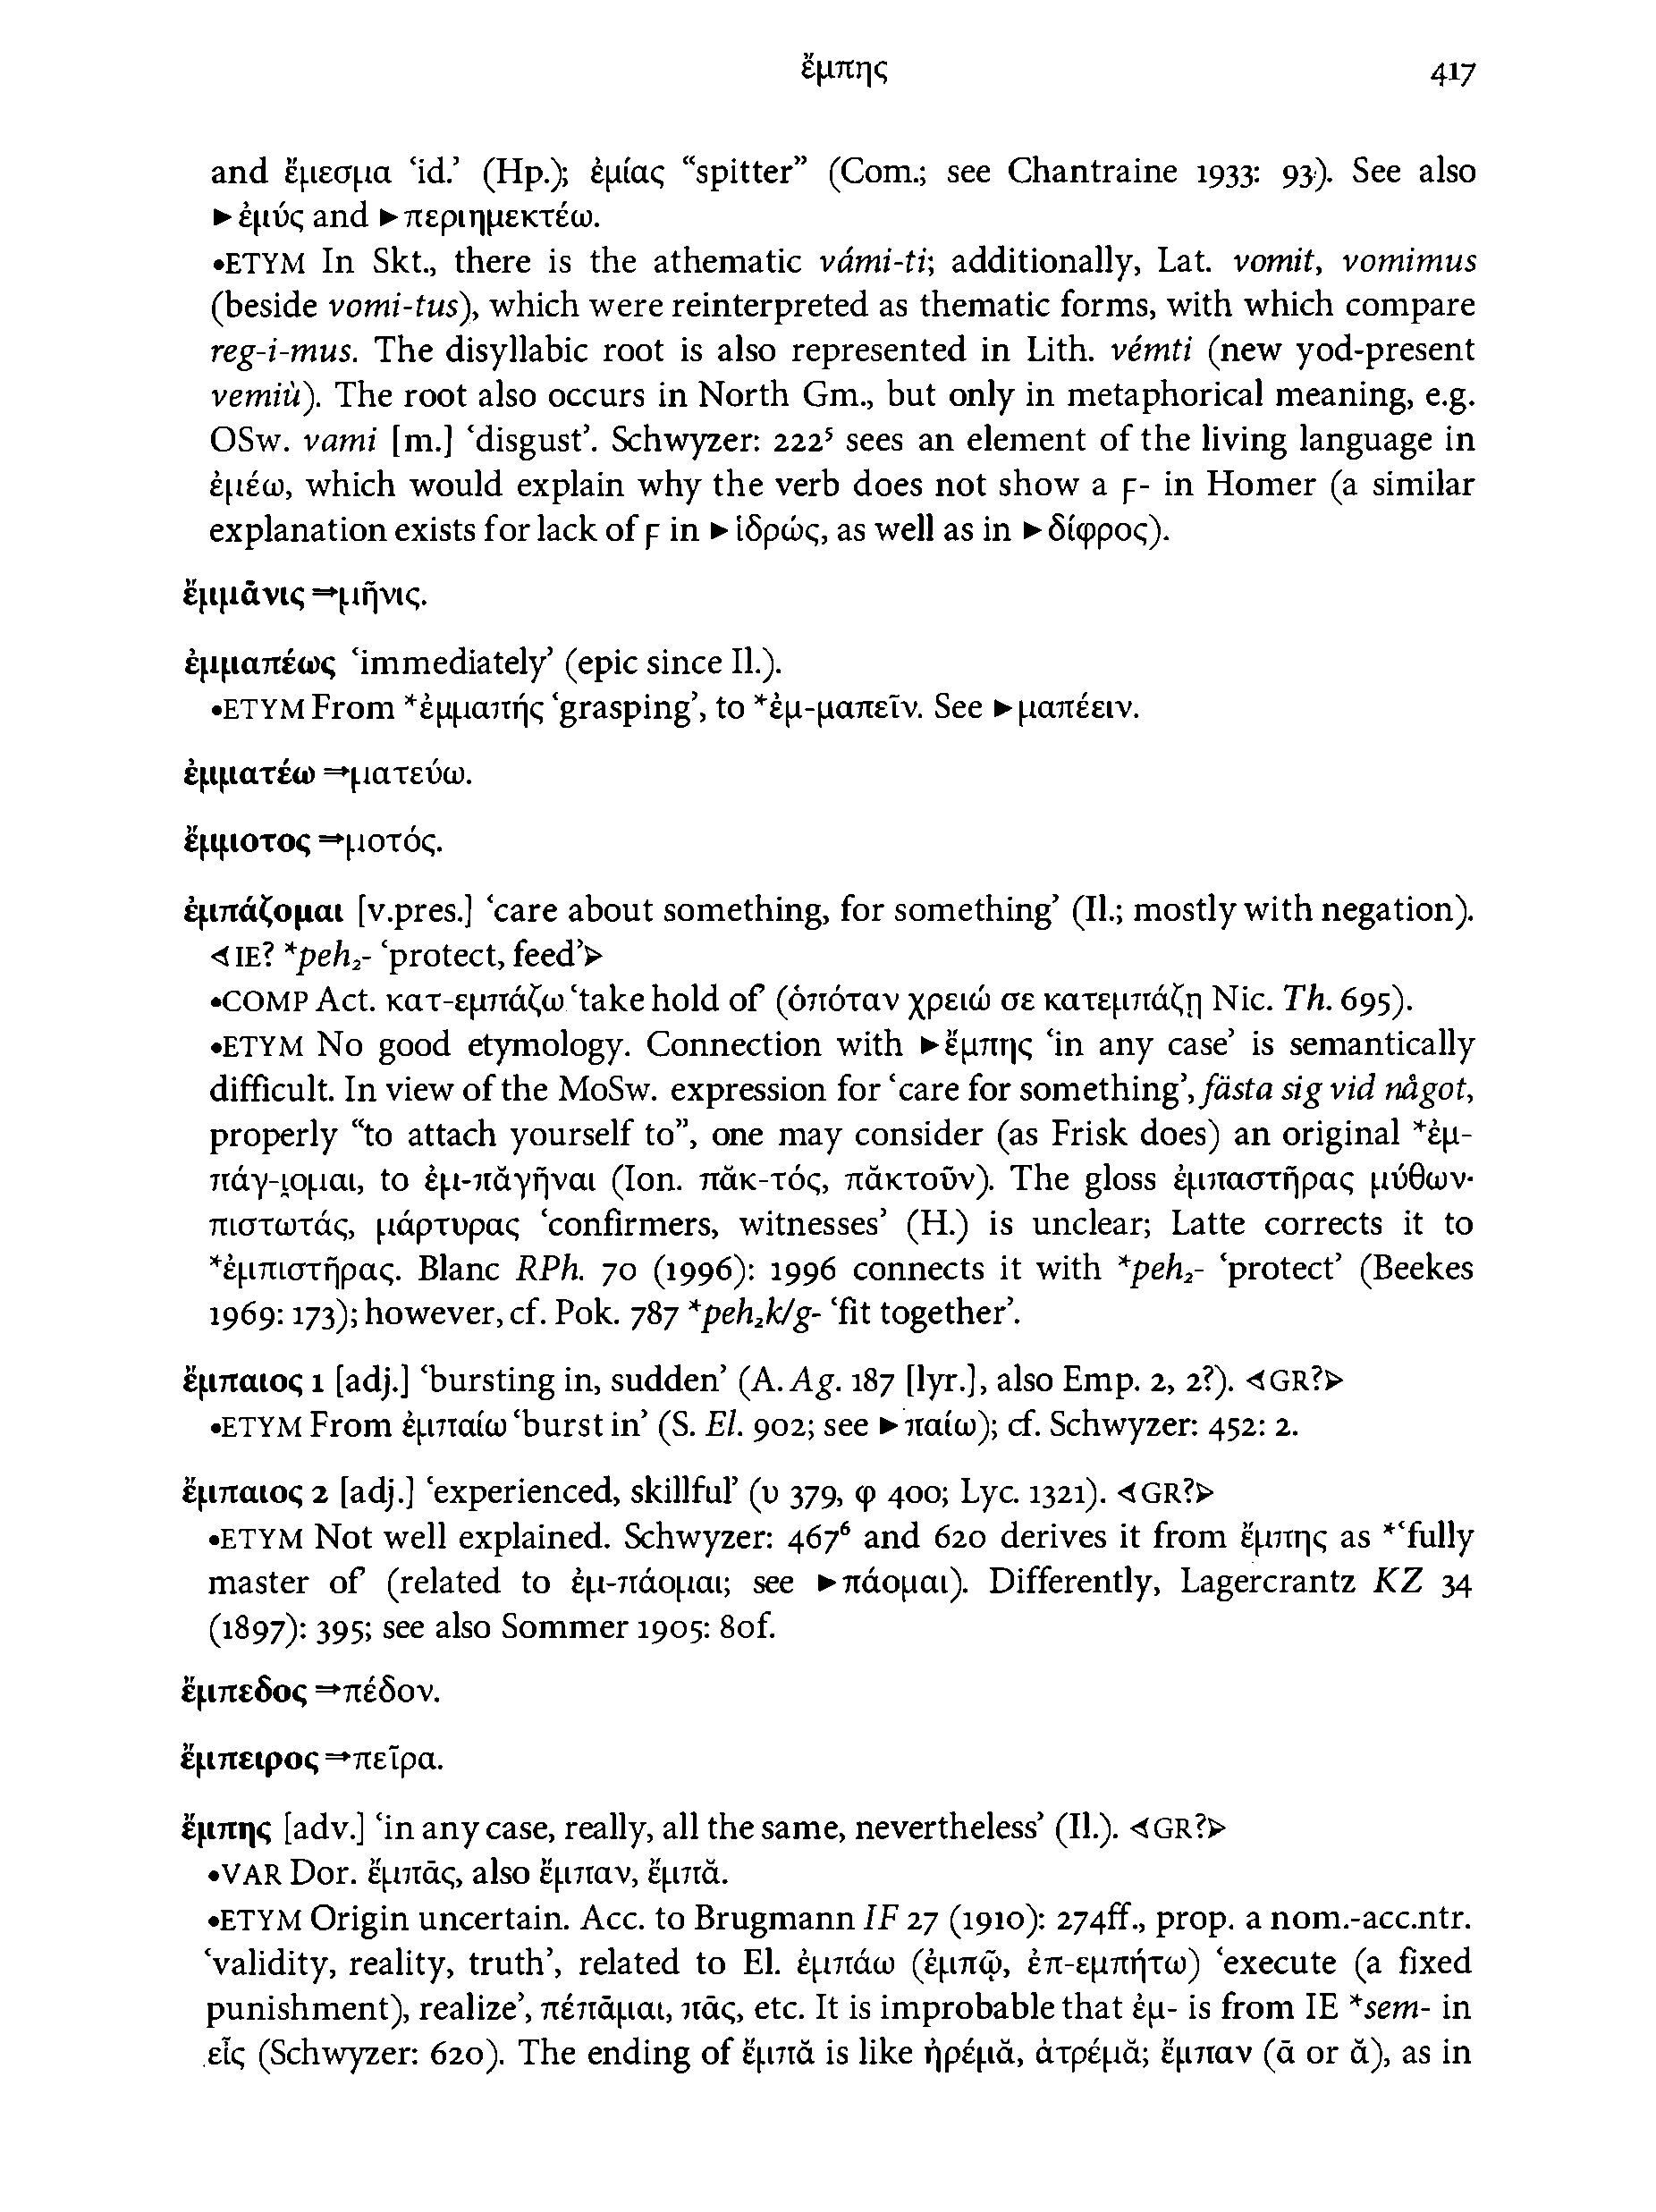 ἔμπης 417
and ἔμεσμα ‘id.’ (Hp.); ἐμίας “spitter” (Com.; see Chantraine 1933: 93). See also
►ἐμύς and ►περιημεκτέω.
•ETYM In Skt., there is the athematic vámi-ti; additionally, Lat. vomit, vomimus
(beside vomi-tus), which were reinterpreted as thematic forms, with which compare
reg-i-mus. The disyllabic root is also represented in Lith. vémti (new yod-present
vemiù). The root also occurs in North Gm., but only in metaphorical meaning, e.g.
OSw. vami [m.] ‘disgust’. Schwyzer: 222⁵ sees an element of the living language in
ἐμέω, which would explain why the verb does not show a ϝ- in Homer (a similar
explanation exists for lack of ϝ in ► ἱδρώς, as well as in ►δίφρος).
ἔμμᾱνις ⇒μῆνις.
ἐμμαπέως ‘immediately’ (epic since Il.).
•ETYM From *ἐμμαπής ‘grasping’, to *ἐμ-μαπεῖν. See ►μαπέειν.
ἐμματέω ⇒ματεύω.
ἔμμοτος ⇒μοτός.
ἐμπάζομαι [v.pres.] ‘care about something, for something’ (Il.; mostly with negation).
◁IE? *peh₂- ‘protect, feed’▷
•COMP Act. κατ-εμπάζω ‘take hold of’ (ὁπόταν χρειώ σε κατεμπάζῃ Nic. Th. 695).
•ETYM No good etymology. Connection with ►ἔμπης ‘in any case’ is semantically
difficult. In view of the MoSw. expression for ‘care for something’, fästa sig vid något,
properly “to attach yourself to”, one may consider (as Frisk does) an original *ἐμ-
πάγ-ι̯ομαι, to ἐμ-πᾰγῆναι (Ion. πᾰκ-τός, πᾰκτοῦν). The gloss ἐμπαστῆρας μύθων·
πιστωτάς, μάρτυρας ‘confirmers, witnesses’ (H.) is unclear; Latte corrects it to
*ἐμπιστῆρας. Blanc RPh. 70 (1996): 1996 connects it with *peh₂- ‘protect’ (Beekes
1969: 173); however, cf. Pok. 787 *peh₂k̑/g- ‘fit together’.
ἔμπαιος 1 [adj.] ‘bursting in, sudden’ (A. Ag. 187 [lyr.], also Emp. 2, 2?). ◁GR?▷
•ETYM From ἐμπαίω ‘burst in’ (S. El. 902; see ►παίω); cf. Schwyzer: 452: 2.
ἔμπαιος 2 [adj.] ‘experienced, skillful’ (υ 379, φ 400; Lyc. 1321). ◁GR?▷
•ETYM Not well explained. Schwyzer: 467⁶ and 620 derives it from ἔμπης as *‘fully
master of’ (related to ἐμ-πάομαι; see ►πάομαι). Differently, Lagercrantz KZ 34
(1897): 395; see also Sommer 1905: 80f.
ἔμπεδος ⇒πέδον.
ἔμπειρος ⇒πεῖρα.
ἔμπης [adv.] ‘in any case, really, all the same, nevertheless’ (Il.). ◁GR?▷
•VAR Dor. ἔμπᾱς, also ἔμπαν, ἔμπᾰ.
•ETYM Origin uncertain. Acc. to Brugmann IF 27 (1910): 274ff., prop. a nom.-acc.ntr.
‘validity, reality, truth’, related to El. ἐμπάω (ἐμπῷ, ἐπ-εμπήτω) ‘execute (a fixed
punishment), realize’, πέπᾱμαι, πᾶς, etc. It is improbable that ἐμ- is from IE *sem- in
εἷς (Schwyzer: 620). The ending of ἔμπᾰ is like ἠρέμᾰ, ἀτρέμᾰ; ἔμπαν (ᾱ or ᾰ), as in